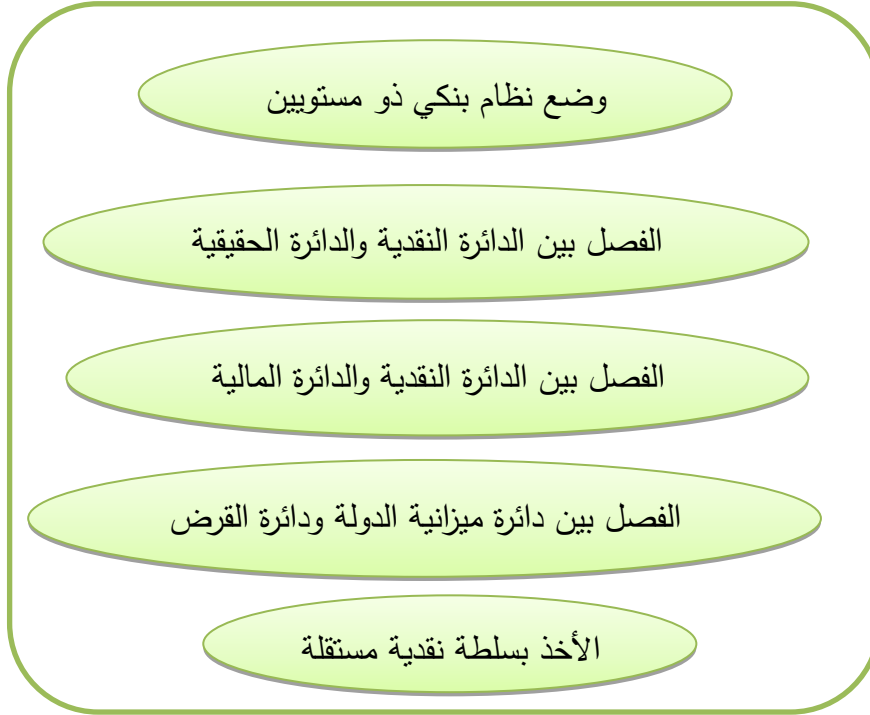 وضع نظام بنكي ذو مستويين
الفصل بين الدائرة النقدية والدائرة الحقيقية
الفصل بين الدائرة النقدية والدائرة المالية
الفصل بين دائرة ميزانية الدولة ودائرة القرض
الأخذ بسلطة نقدية مستقلة